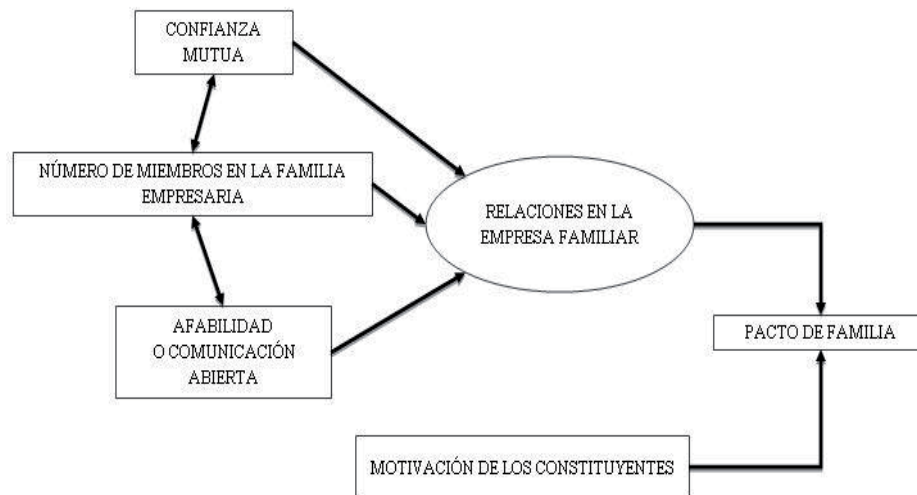 CONFIANZA
MUTUA
NÚMERO DE MIEMBROS EN LA FAMILIA
EMPRESARIA
RELACIONES EN LA
EMPRESA FAMILIAR
AFABILIDAD
O COMUNICACIÓN
ABIERTA
PACTO DE FAMILIA
MOTIVACIÓN DE LOS CONSTITUYENTES